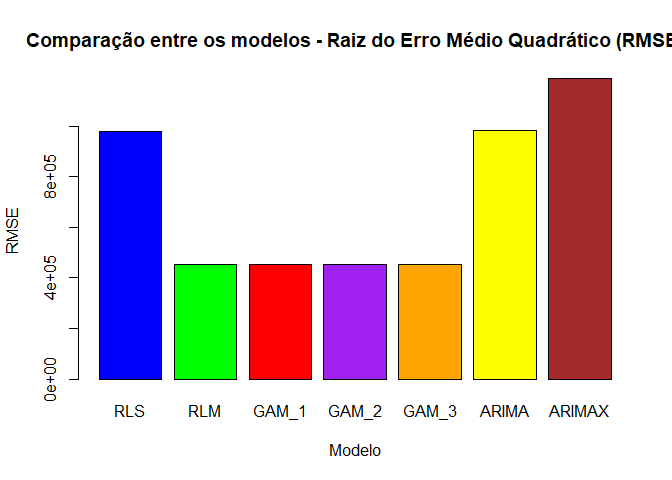 Comparação entre os modelos - Raiz do Erro Médio Quadrático (RMSE
RMSE
8e+05
4e+05
0e+00
RLS RLM GAM_1 GAM_2 GAM_3 ARIMA ARIMAX
Modelo